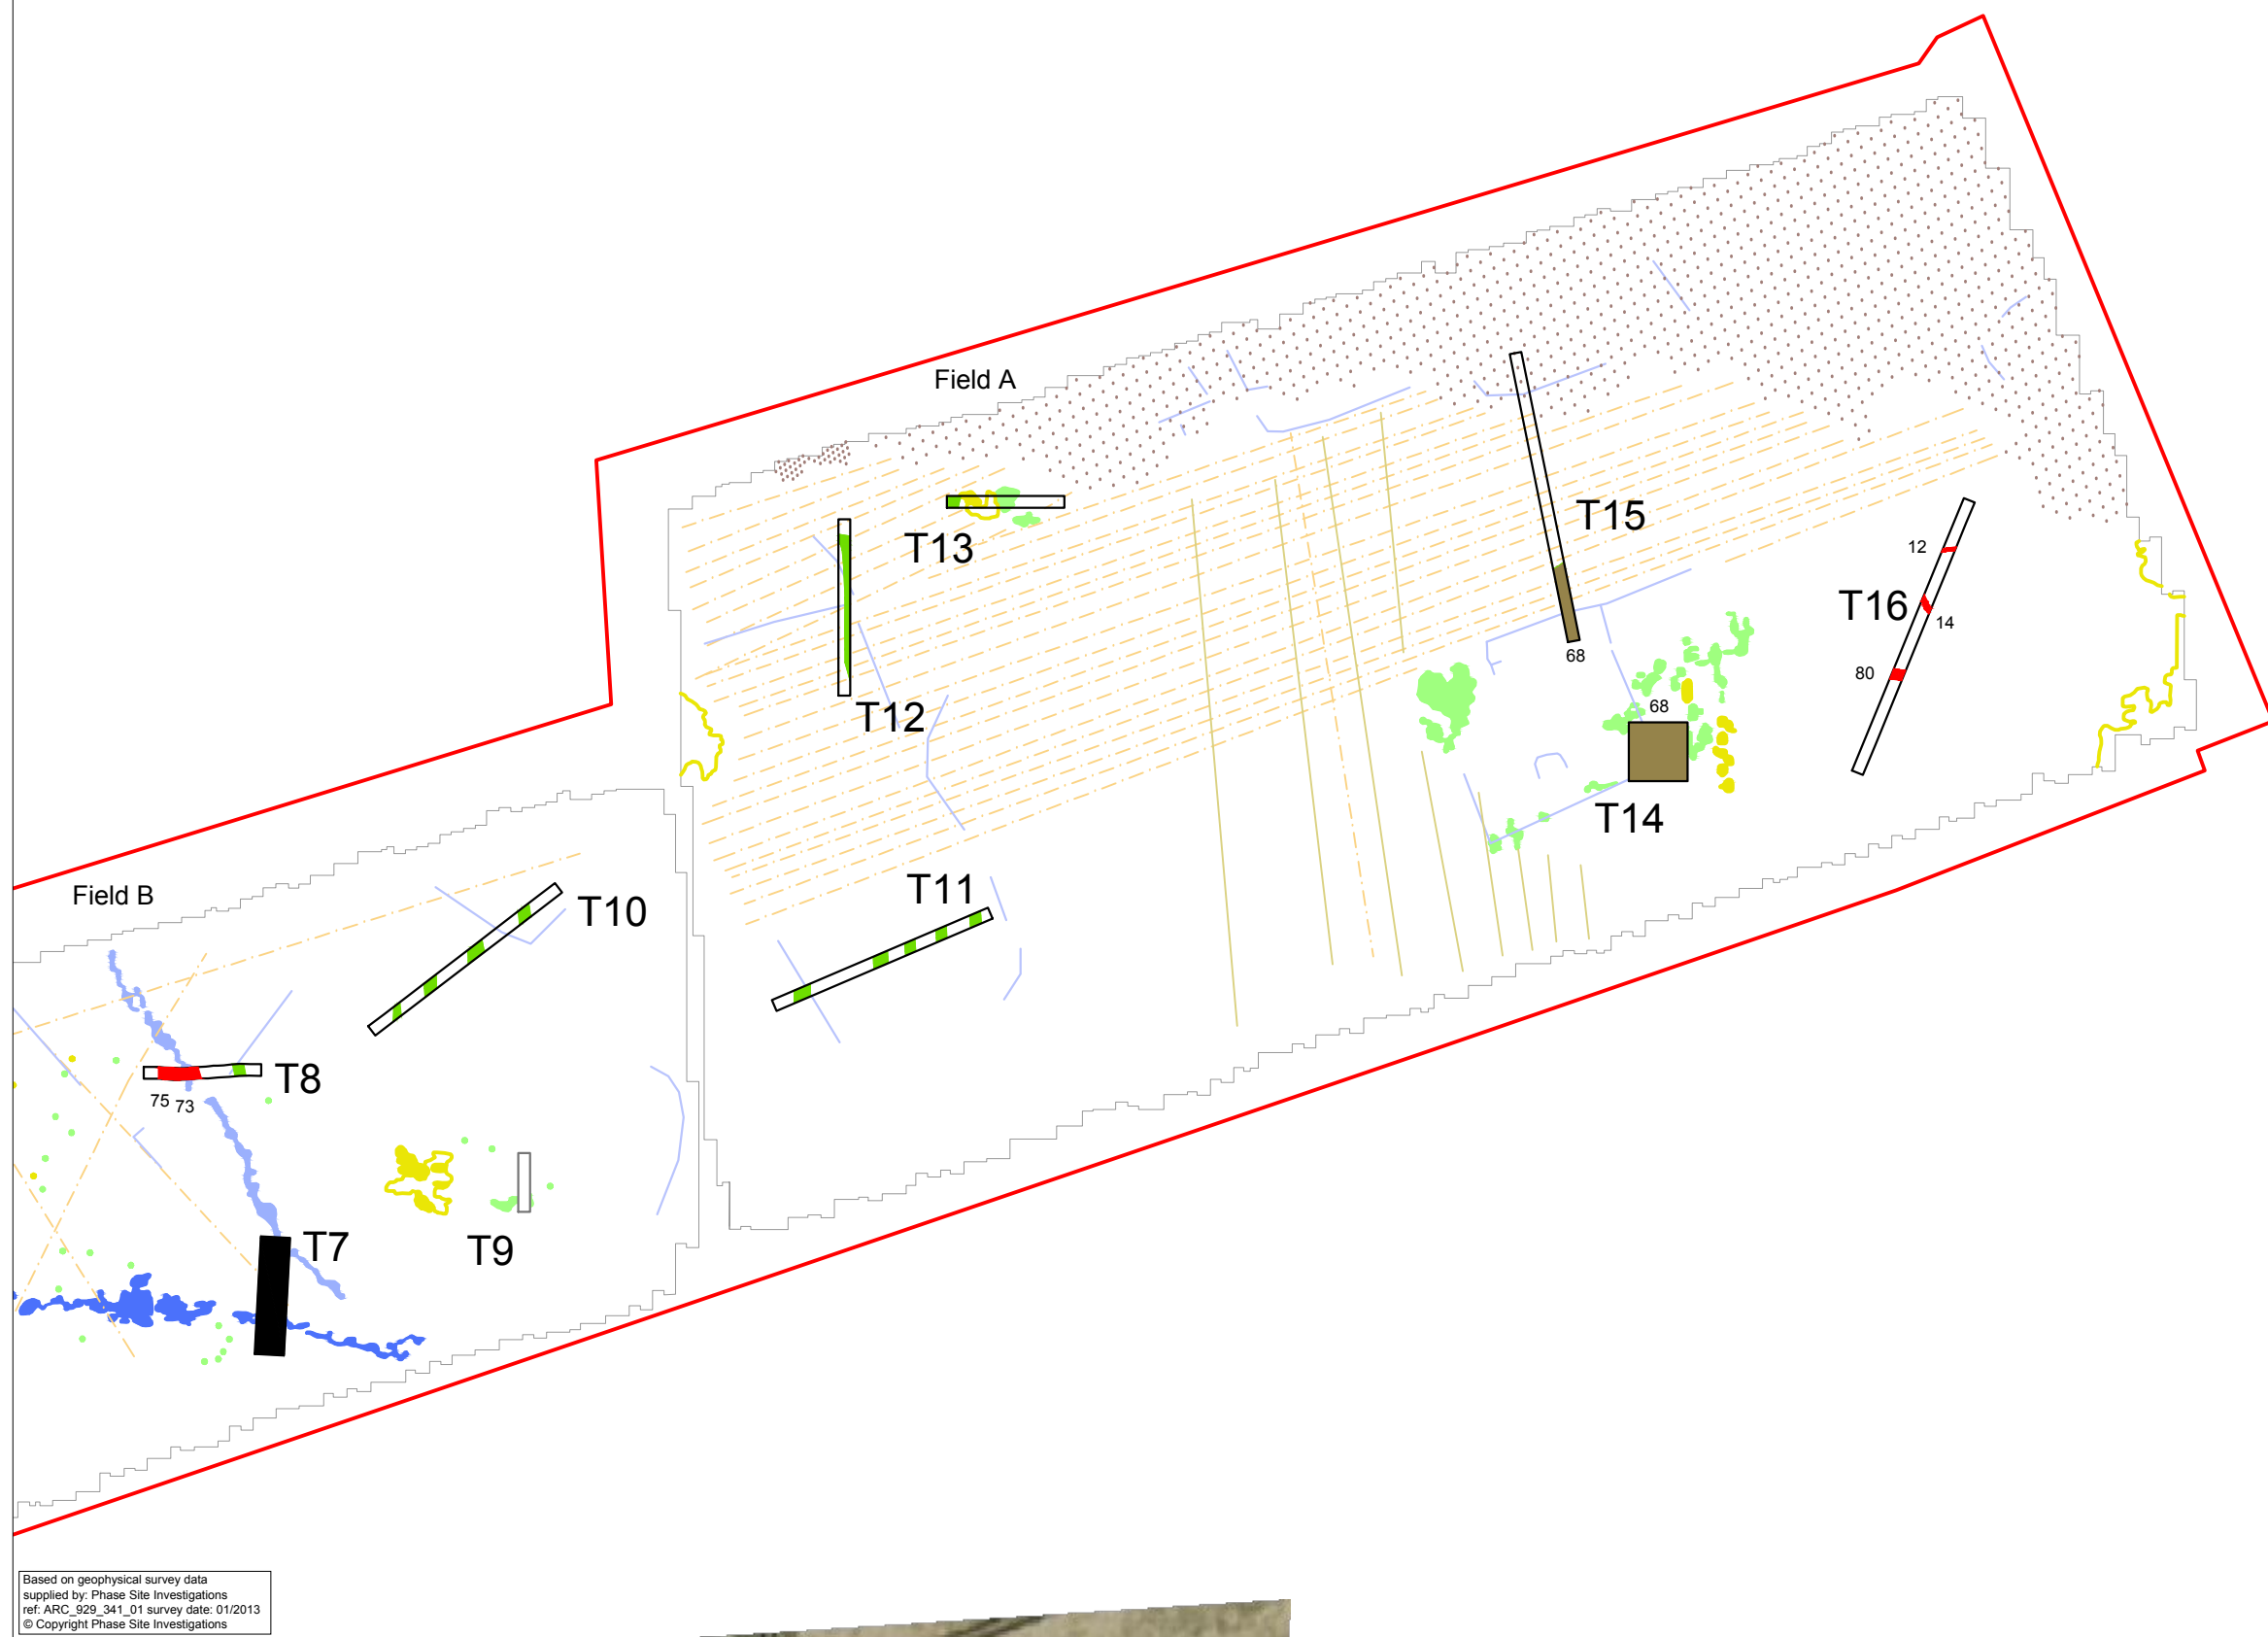 Field A
T13
T15
12
T16
14
68
80
T12
68
T14
T11
Field B
T10
T8
75 73
T7
T9
Based on geophysical survey data
supplied by: Phase Site Investigations
ref: ARC_929_341_01 survey date: 01/2013
© Copyright Phase Site Investigations